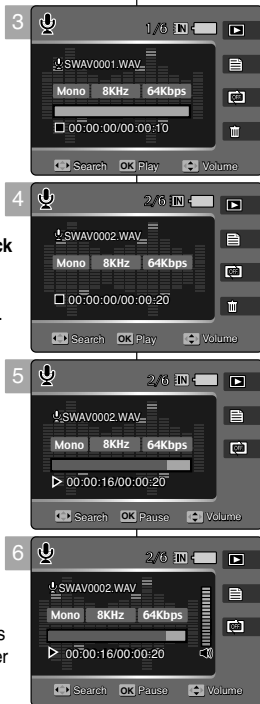 3
1/6 IN
SWAV0001.WAV
Mono 8KHz 64Kbps
00:00:00/00:00:10
Search OK Play Volume
4
2/6 IN
SWAV0002.WAV
ck
Mono 8KHz 64Kbps
00:00:00/00:00:20
Search OK Play Volume
5
2/6 IN
SWAV0002.WAV
Mono 8KHz 64Kbps
00:00:16/00:00:20
Search OK Pause Volume
6
2/6 IN
SWAV0002.WAV
Mono 8KHz 64Kbps
s
00:00:16/00:00:20
er
Search OK Pause Volume